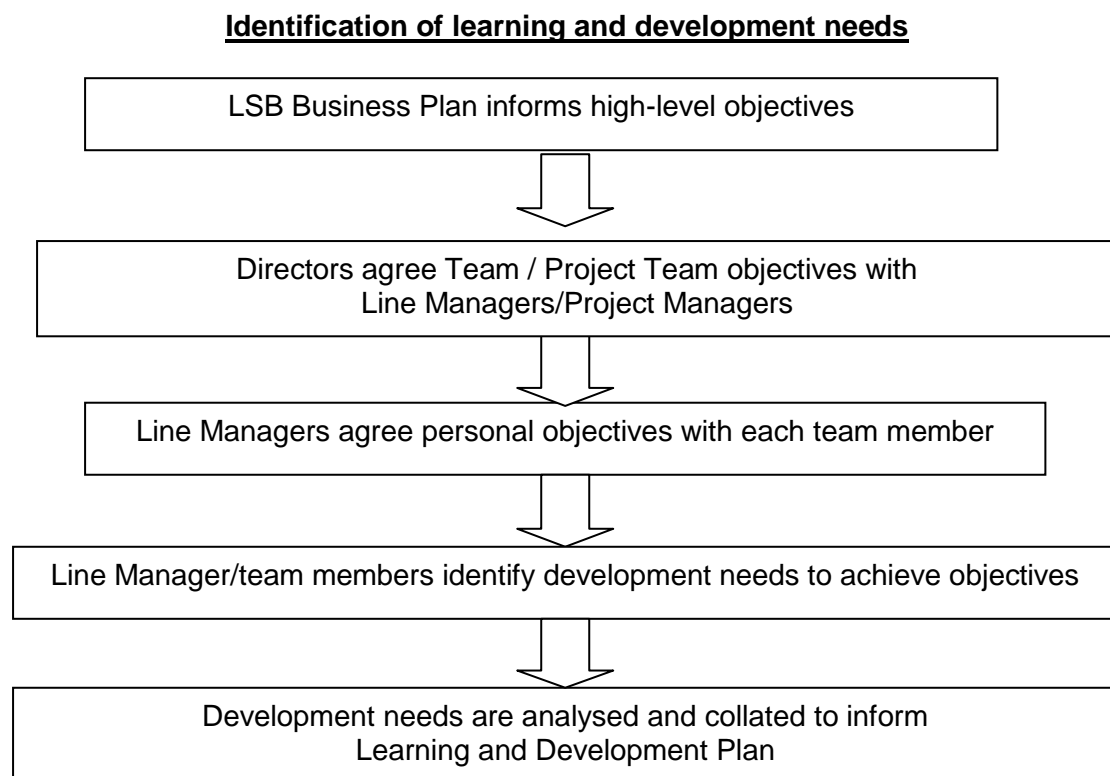 Identification of learning and development needs
LSB Business Plan informs high-level objectives
Directors agree Team / Project Team objectives with
Line Managers/Project Managers
Line Managers agree personal objectives with each team member
Line Manager/team members identify development needs to achieve objectives
Development needs are analysed and collated to inform
Learning and Development Plan